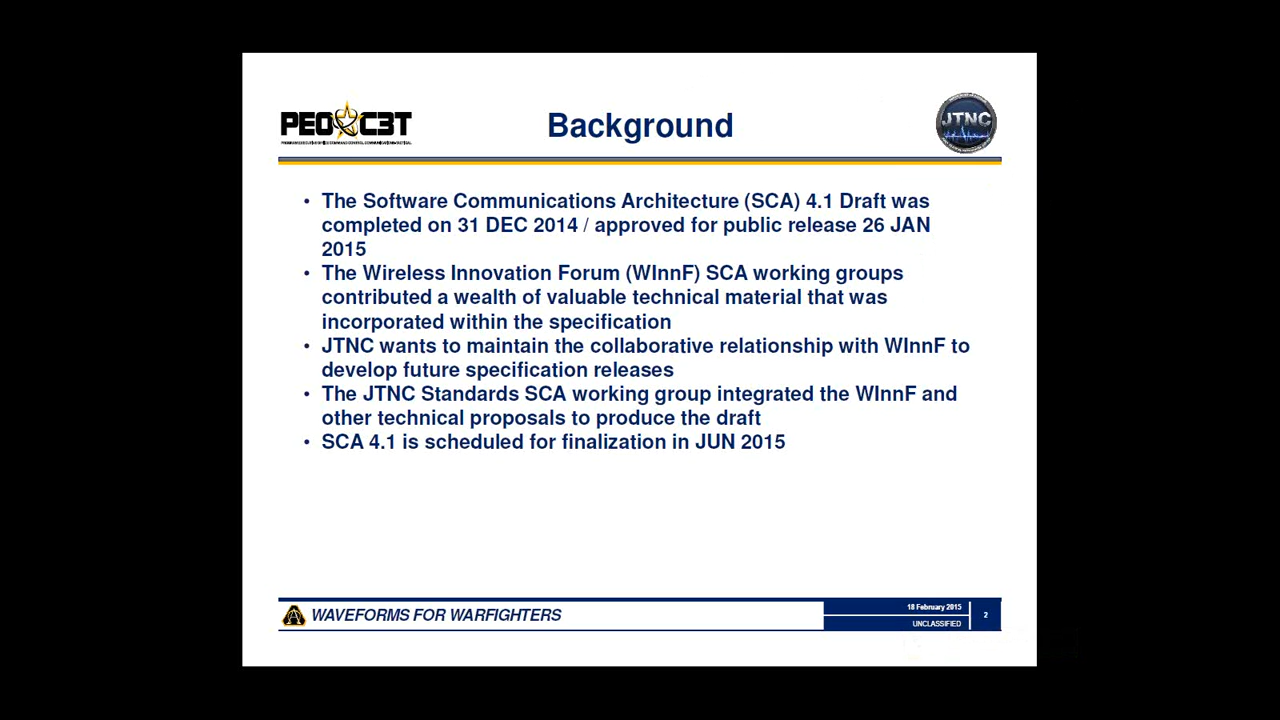 PEO C3T
Background
JTNC
• The Software Communications Architecture (SCA) 4.1 Draft was
completed on 31 DEC 2014 / approved for public release 26 JAN
2015
• The Wireless Innovation Forum (WInnF) SCA working groups
contributed a wealth of valuable technical material that was
incorporated within the specification
• JTNC wants to maintain the collaborative relationship with WInnF to
develop future specification releases
• The JTNC Standards SCA working group integrated the WInnF and
other technical proposals to produce the draft
• SCA 4.1 is scheduled for finalization in JUN 2015
WAVEFORMS FOR WARFIGHTERS
18 February 2015
UNCLASSIFIED
2